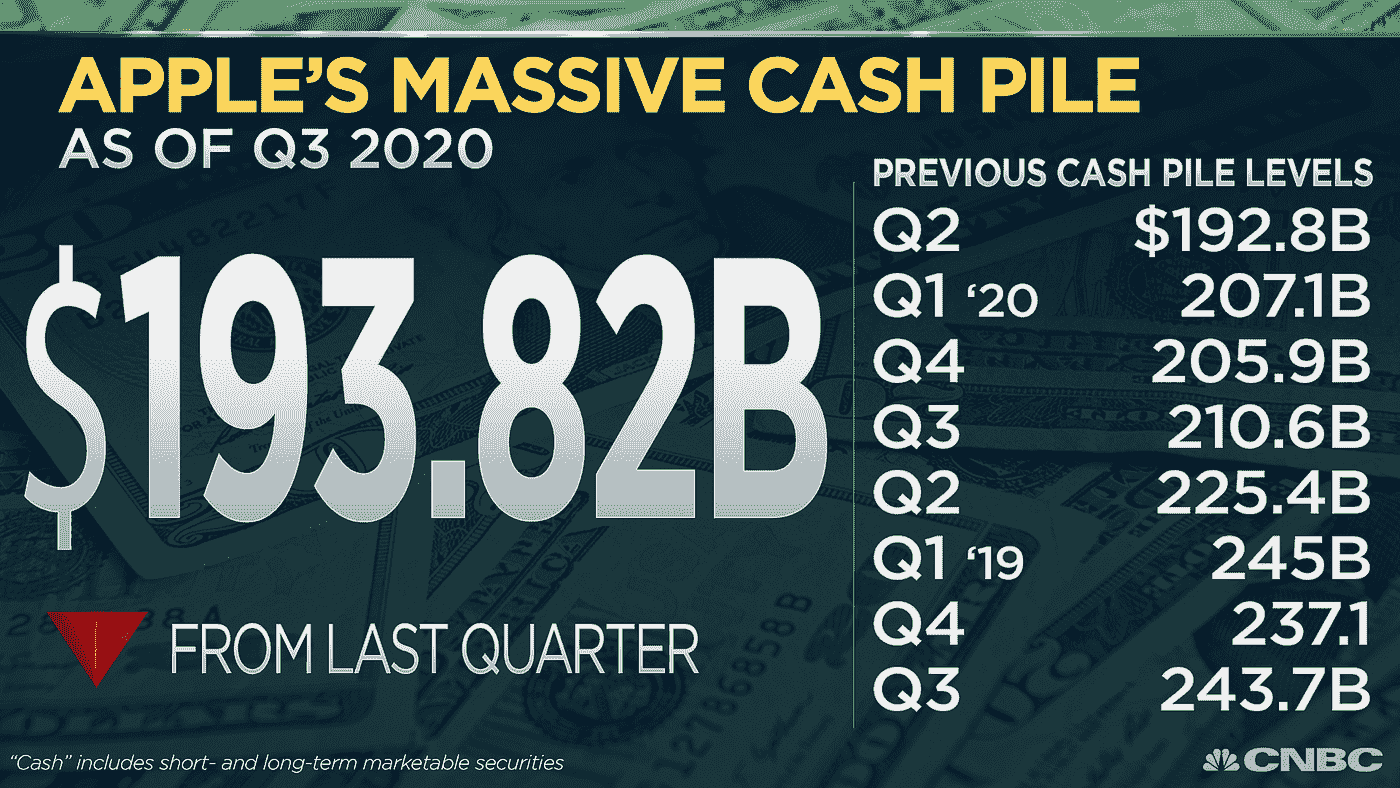 APPLE'S MASSIVE CASH PILE
AS OF Q3 2020
$193.82B
FROM LAST QUARTER
PREVIOUS CASH PILE LEVELS
Q2 $192.8B
Q1 ‘20 207.1B
Q4 205.9B
Q3 210.6B
Q2 225.4B
Q1 ‘19 245B
Q4 237.1
Q3 243.7B
“Cash” includes short- and long-term marketable securities
CNBC